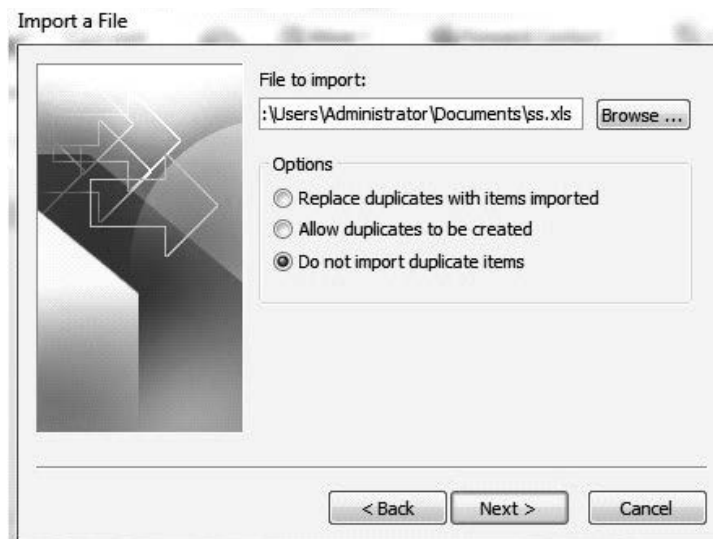 Import a File
File to import:
:\Users\Administrator\Documents\ss.xls
Browse ...
Options
Replace duplicates with items imported
Allow duplicates to be created
Do not import duplicate items
< Back
Next >
Cancel